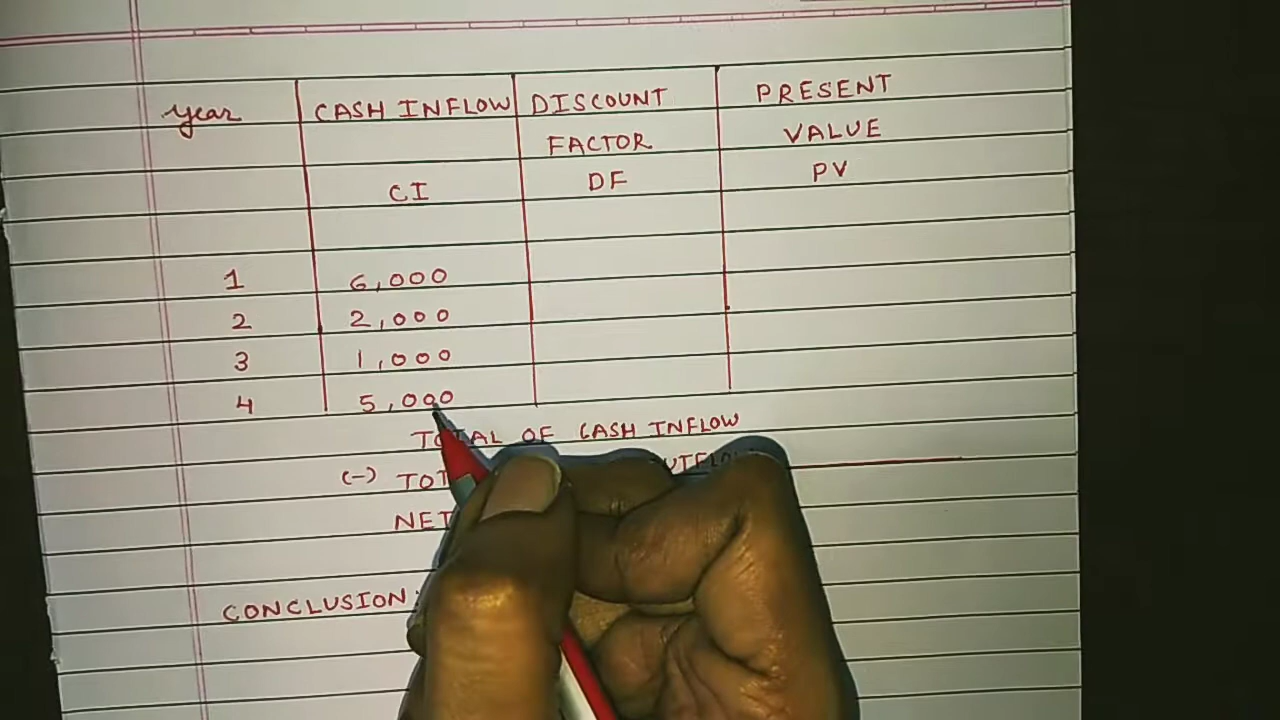 year CASH INFLOW DISCOUNT PRESENT
FACTOR VALUE
CI DF PV
1 6,000
2 2,000
3 1,000
4 5,000
TOTAL OF CASH INFLOW
(-)
NET
CONCLUSION: